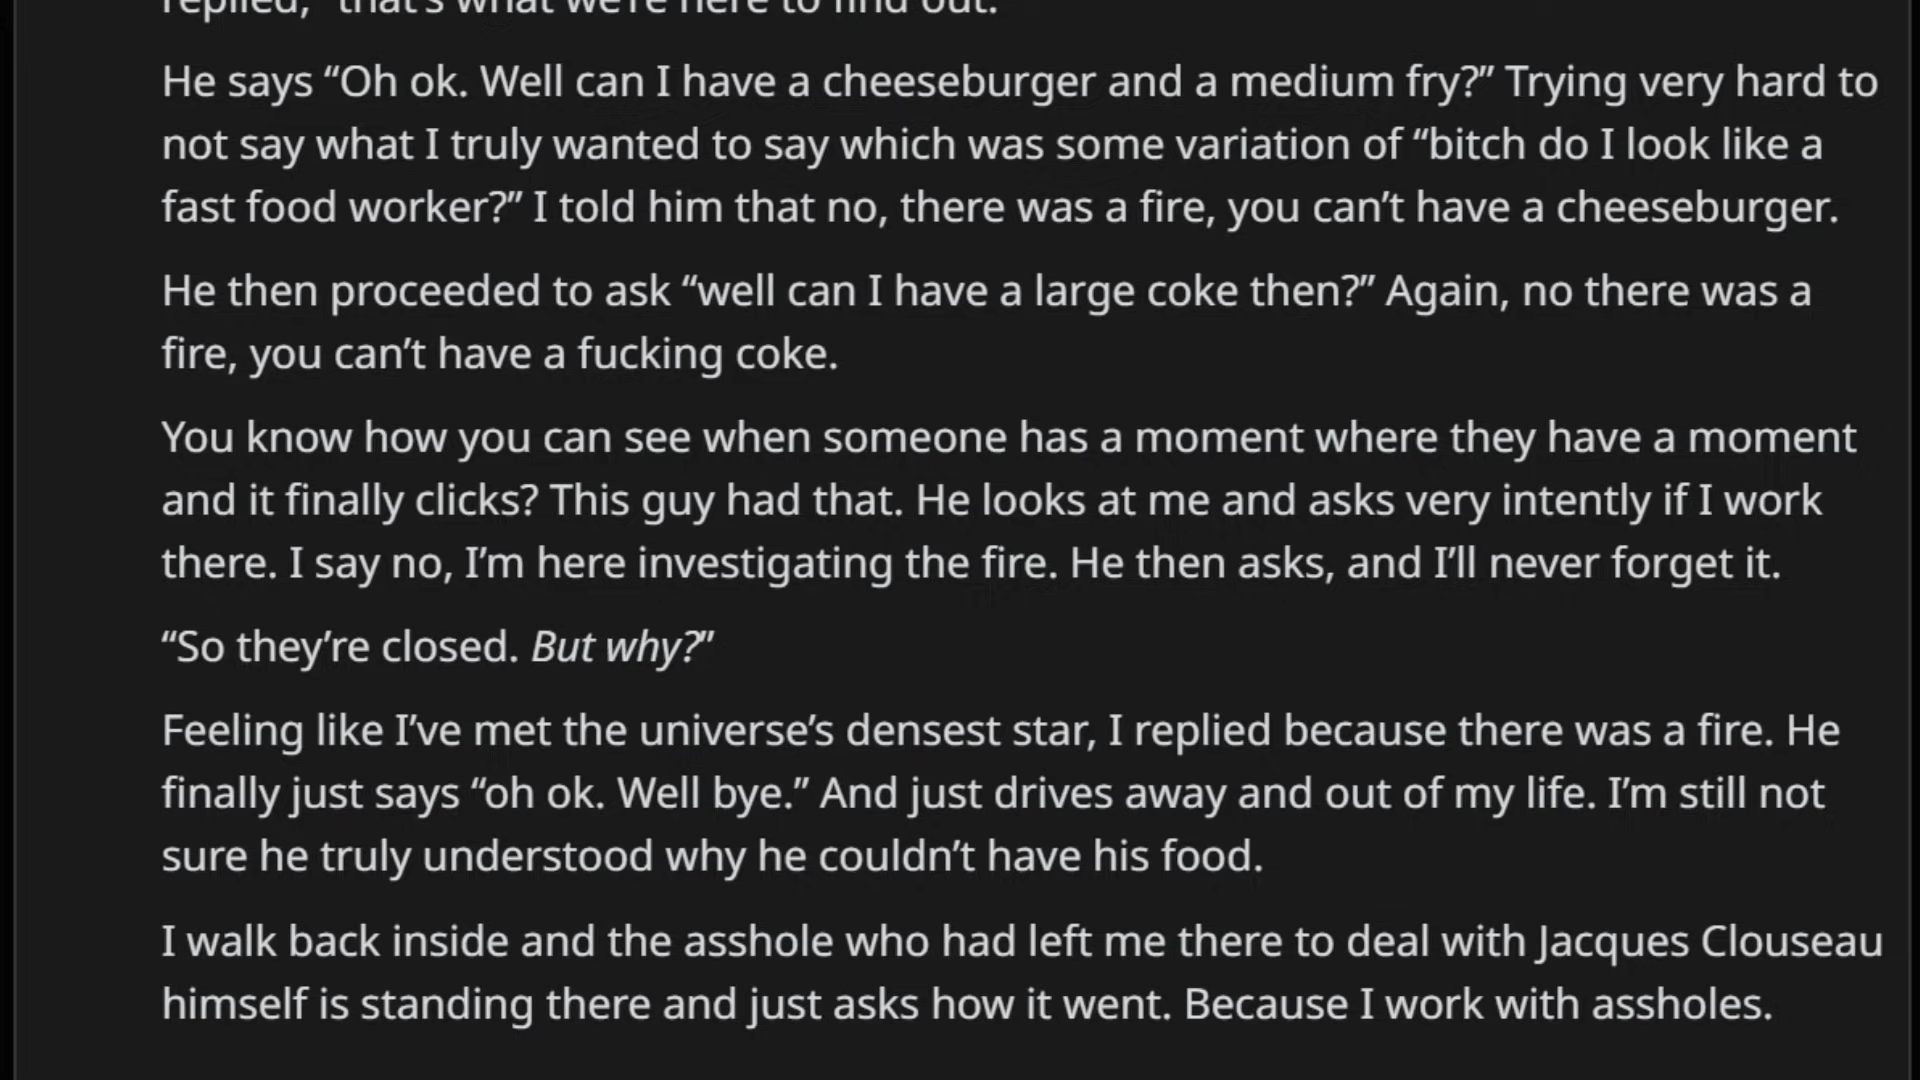 replied, “that’s what we’re here to find out.
He says “Oh ok. Well can I have a cheeseburger and a medium fry?” Trying very hard to
not say what I truly wanted to say which was some variation of “bitch do I look like a
fast food worker?” I told him that no, there was a fire, you can’t have a cheeseburger.
He then proceeded to ask “well can I have a large coke then?” Again, no there was a
fire, you can’t have a fucking coke.
You know how you can see when someone has a moment where they have a moment
and it finally clicks? This guy had that. He looks at me and asks very intently if I work
there. I say no, I’m here investigating the fire. He then asks, and I’ll never forget it.
“So they’re closed. But why?”
Feeling like I’ve met the universe’s densest star, I replied because there was a fire. He
finally just says “oh ok. Well bye.” And just drives away and out of my life. I’m still not
sure he truly understood why he couldn’t have his food.
I walk back inside and the asshole who had left me there to deal with Jacques Clouseau
himself is standing there and just asks how it went. Because I work with assholes.